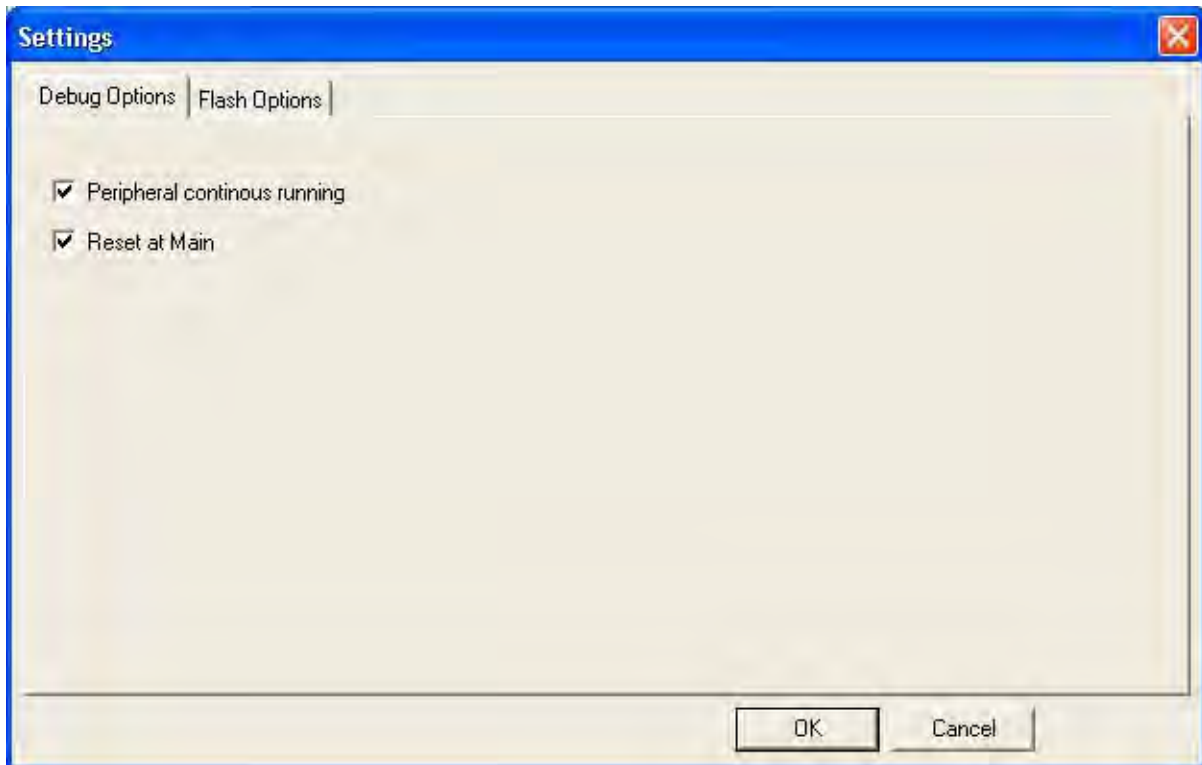 Settings
Debug Options Flash Options
Peripheral continous running
Reset at Main
OK Cancel